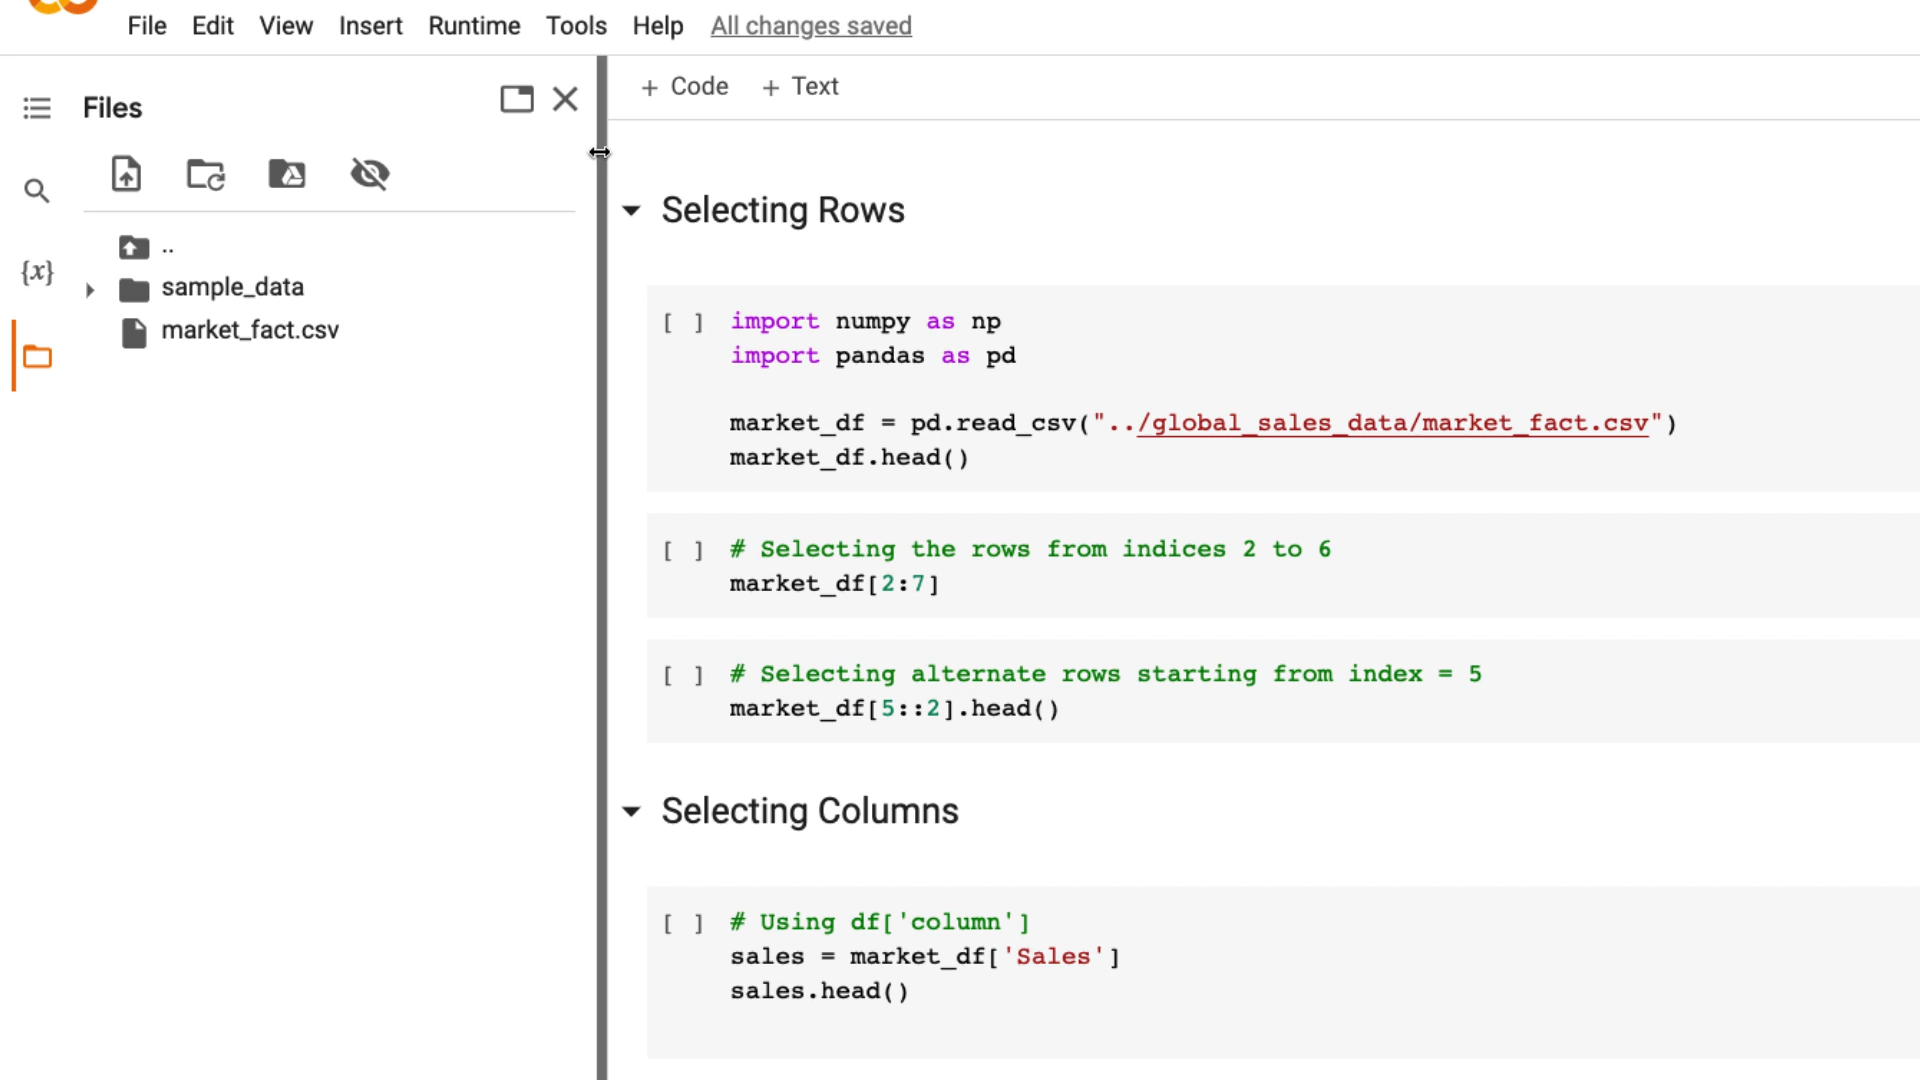 File Edit View Insert Runtime Tools Help All changes saved
Files
+ Code + Text
..
sample_data
market_fact.csv
{x}
Selecting Rows
[ ] import numpy as np
import pandas as pd
market_df = pd.read_csv("../global_sales_data/market_fact.csv")
market_df.head()
[ ] # Selecting the rows from indices 2 to 6
market_df[2:7]
[ ] # Selecting alternate rows starting from index = 5
market_df[5::2].head()
Selecting Columns
[ ] # Using df['column']
sales = market_df['Sales']
sales.head()